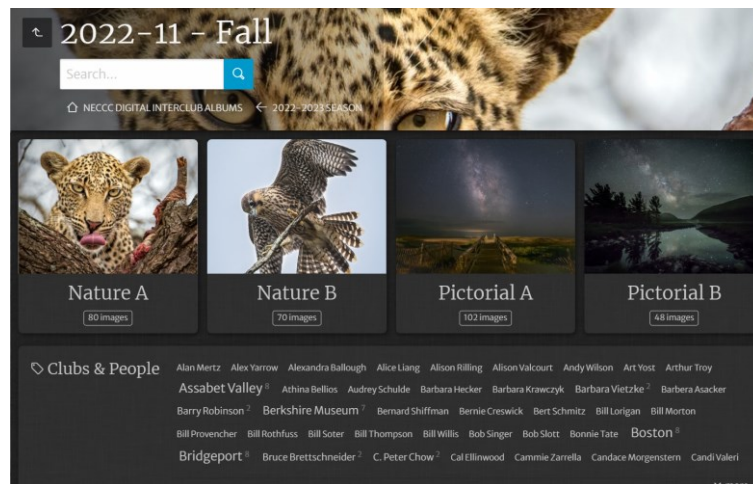 2022-11 - Fall
Search...
NECCC DIGITAL INTERCLUB ALBUMS 2022-2023 SEASON
Nature A
Nature B
Pictorial A
Pictorial B
80 images
70 images
102 images
48 images
Clubs & People
Alan Mertz Alex Yarrow Alexandra Ballough Alice Liang Alison Rilling Alison Valcourt Andy Wilson Art Yost Arthur Troy
Assabet Valley 8 Athina Bellios Audrey Schulde Barbara Hecker Barbara Krawczyk Barbara Vietzke 2 Barbera Asacker
Barry Robinson 2 Berkshire Museum 7 Bernard Shiffman Bernie Creswick Bert Schmitz Bill Lorigan Bill Morton
Bill Provencher Bill Rothfuss Bill Soter Bill Thompson Bill Willis Bob Singer Bob Slott Bonnie Tate Boston 8
Bridgeport 8 Bruce Brettschneider 2 C. Peter Chow 2 Cal Ellinwood Cammie Zarrella Candace Morgenstern Candi Valeri